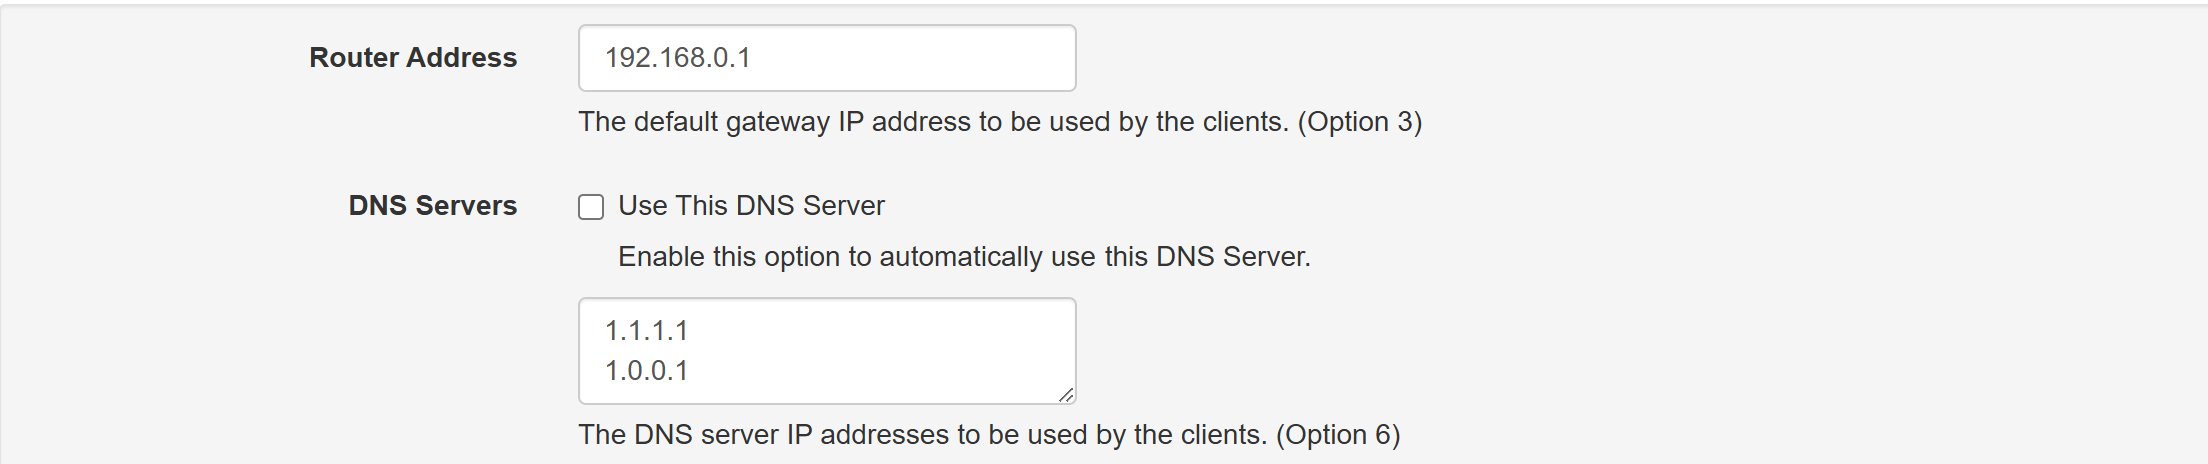 Router Address
192.168.0.1
The default gateway IP address to be used by the clients. (Option 3)
DNS Servers
Use This DNS Server
Enable this option to automatically use this DNS Server.
1.1.1.1
1.0.0.1
The DNS server IP addresses to be used by the clients. (Option 6)